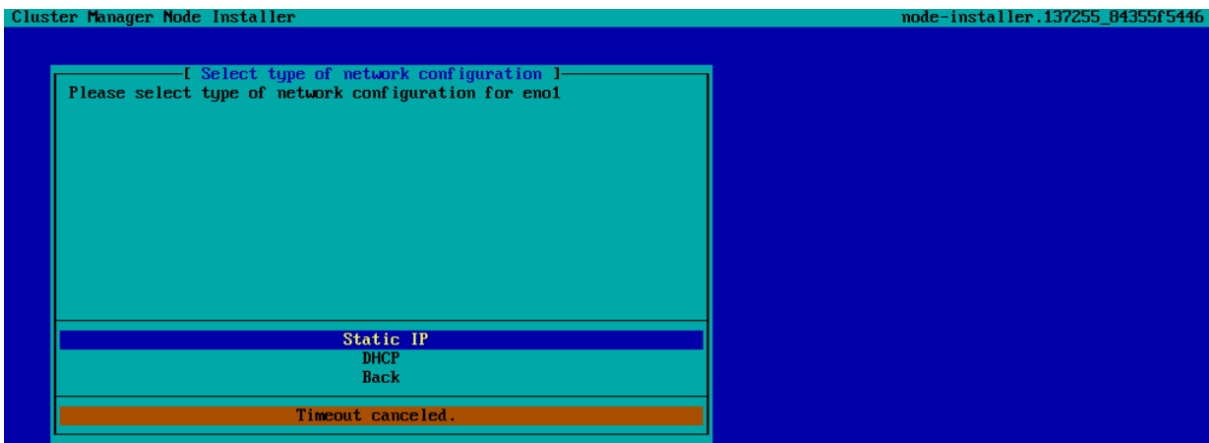 Cluster Manager Node Installer
node-installer.137255_84355f5446
[ Select type of network configuration ]
Please select type of network configuration for eno1
Static IP
DHCP
Back
Timeout canceled.